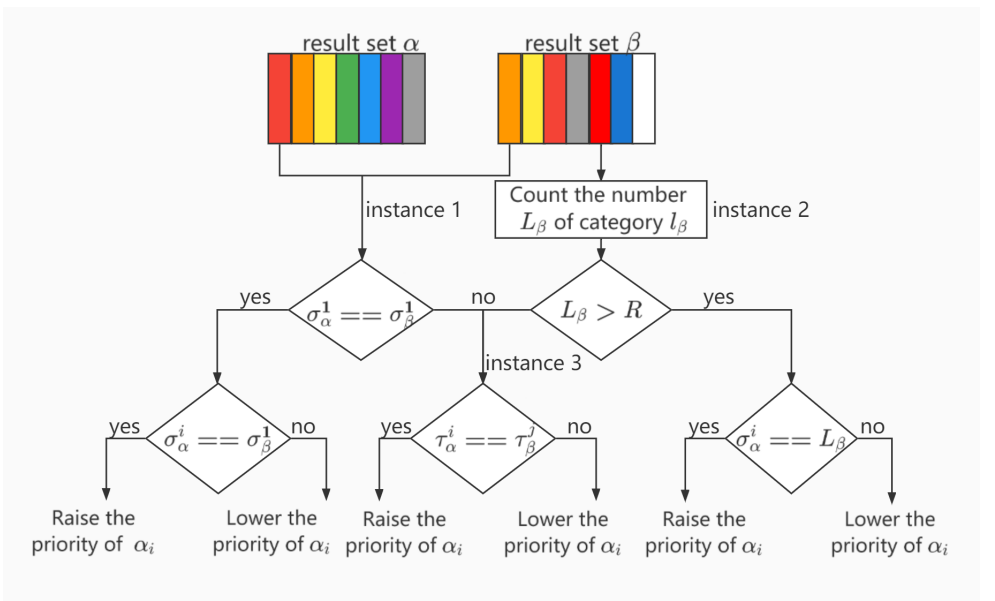 result set α
result set β
instance 1
Count the number
L_β of category l_β
instance 2
yes
σ_α^1 == σ_β^1
no
L_β > R
yes
instance 3
yes
σ_α^i == σ_β^1
no
yes
τ_α^i == τ_β^j
no
yes
σ_α^i == L_β
no
Raise the
priority of α_i
Lower the
priority of α_i
Raise the
priority of α_i
Lower the
priority of α_i
Raise the
priority of α_i
Lower the
priority of α_i